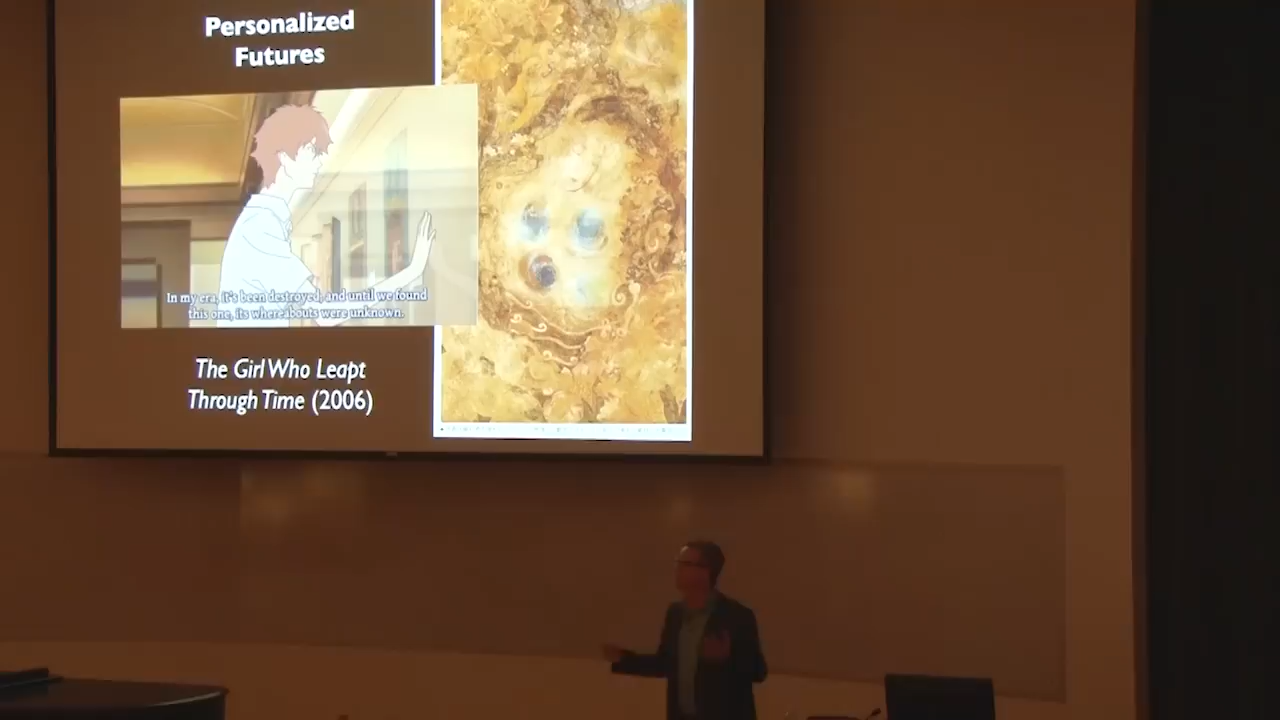 Personalized
Futures
In my era, it's been destroyed, and until we found
this one, its whereabouts were unknown.
The Girl Who Leapt
Through Time (2006)